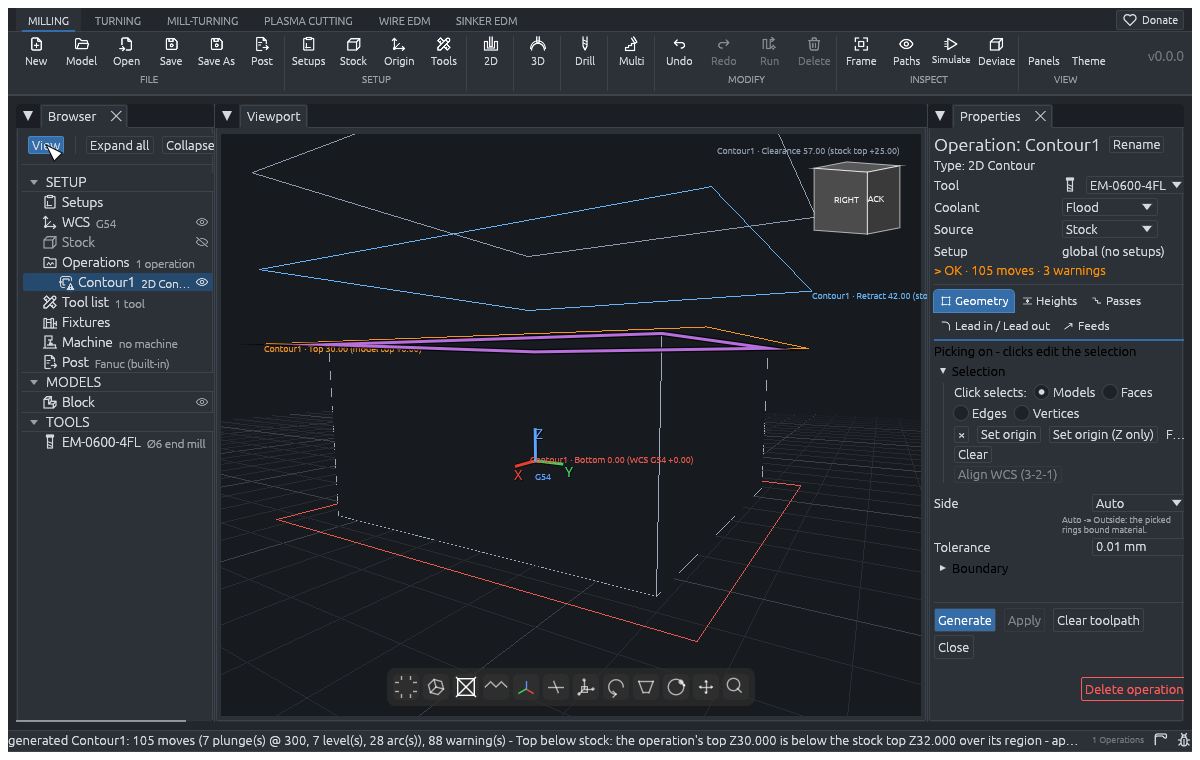 MILLING TURNING MILL-TURNING PLASMA CUTTING WIRE EDM SINKER EDM Donate
New Model Open Save Save As Post Setups Stock Origin Tools 2D 3D Drill Multi Undo Redo Run Delete Frame Paths Simulate Deviate Panels Theme v0.0.0
FILE SETUP MODIFY INSPECT VIEW
Browser
View Expand all Collapse
SETUP
Setups
WCS G54
Stock
Operations 1 operation
Contour1 2D Con...
Tool list 1 tool
Fixtures
Machine no machine
Post Fanuc (built-in)
MODELS
Block
TOOLS
EM-0600-4FL Ø6 end mill
Viewport
Contour1 · Clearance 57.00 (stock top +25.00)
RIGHT ACK
Contour1 · Retract 42.00 (sto
Contour1 · Top 30.00 (model top +0.00)
Z
Contour1 · Bottom 0.00 (WCS G54 +0.00)
X G54 Y
Properties
Operation: Contour1 Rename
Type: 2D Contour
Tool EM-0600-4FL
Coolant Flood
Source Stock
Setup global (no setups)
> OK · 105 moves · 3 warnings
Geometry Heights Passes
Lead in / Lead out Feeds
Picking on - clicks edit the selection
Selection
Click selects: Models Faces
Edges Vertices
× Set origin Set origin (Z only) F...
Clear
Align WCS (3-2-1)
Side Auto
Auto -> Outside: the picked
rings bound material.
Tolerance 0.01 mm
Boundary
Generate Apply Clear toolpath
Close
Delete operation
generated Contour1: 105 moves (7 plunge(s) @ 300, 7 level(s), 28 arc(s)), 88 warning(s) - Top below stock: the operation's top Z30.000 is below the stock top Z32.000 over its region - ap... 1 Operations